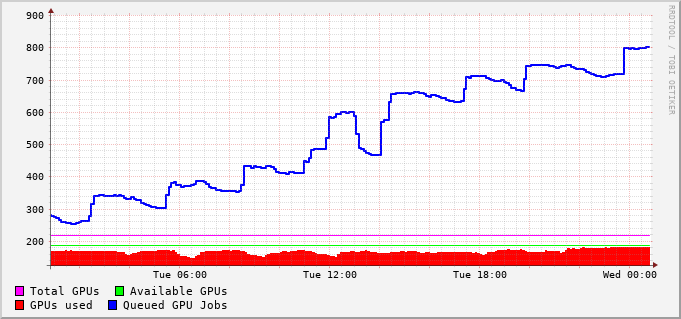 900
800
700
600
500
400
300
200
Tue 06:00 Tue 12:00 Tue 18:00 Wed 00:00
Total GPUs Available GPUs
GPUs used Queued GPU Jobs
RRDTOOL / TOBI OETIKER